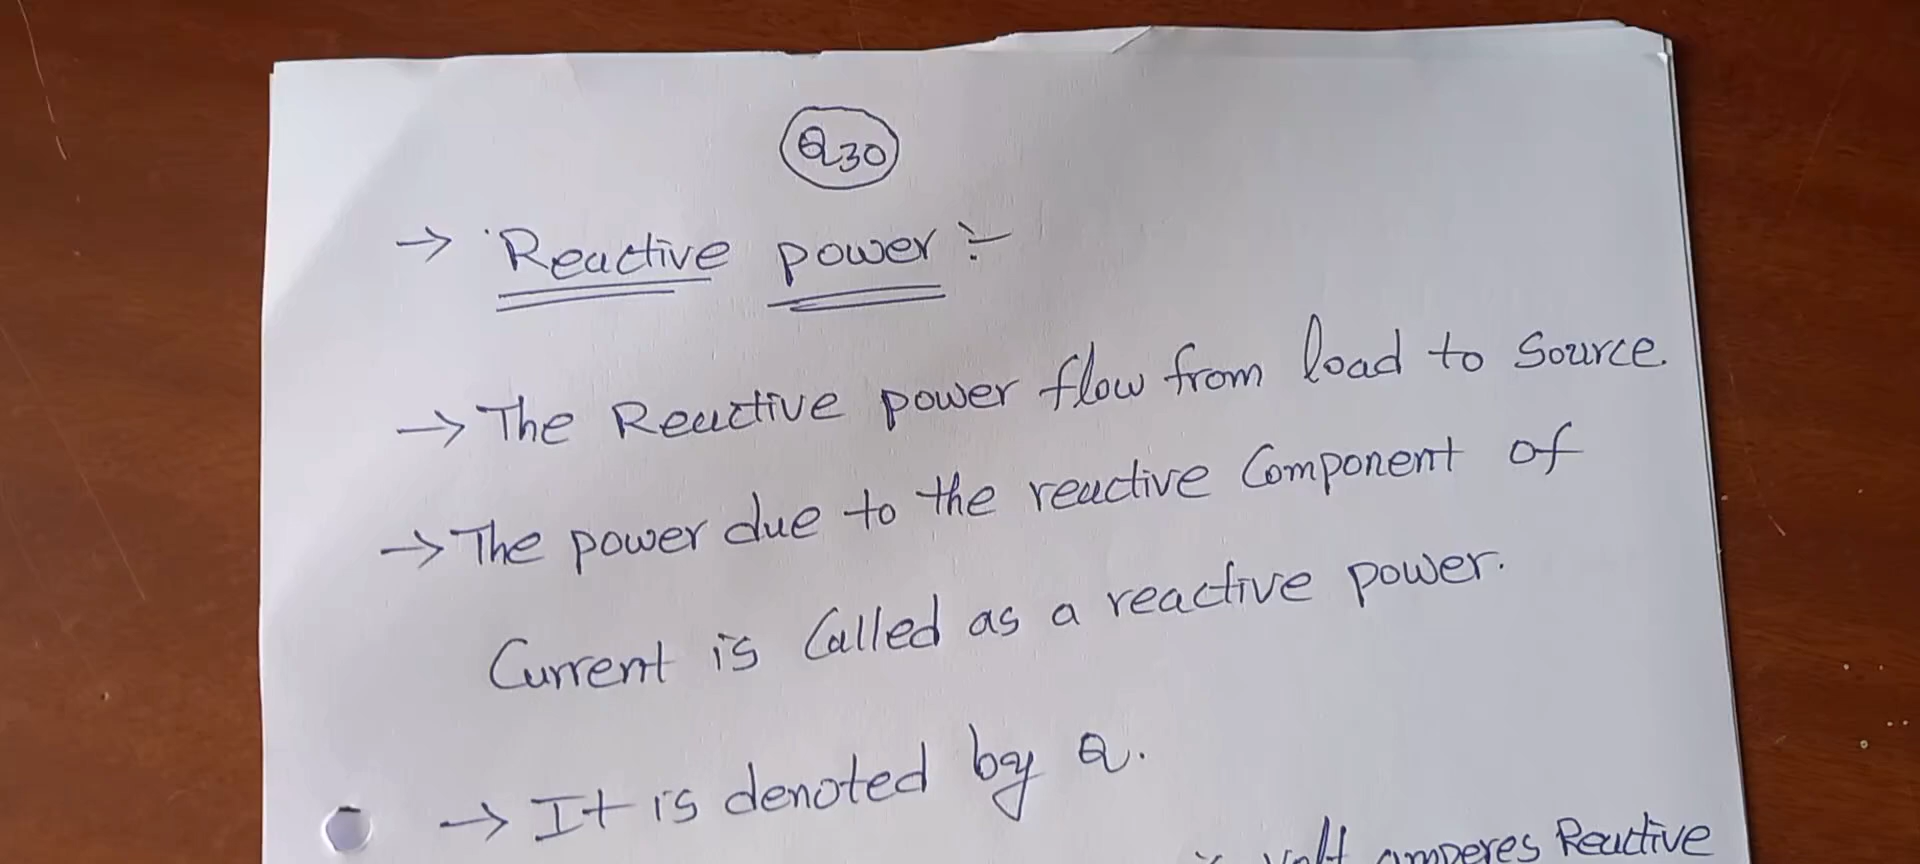 Q30
→ Reactive power :-
→ The Reactive power flow from load to Source.
→ The power due to the reactive Component of
Current is Called as a reactive power.
→ It is denoted by Q.
volt amperes Reactive